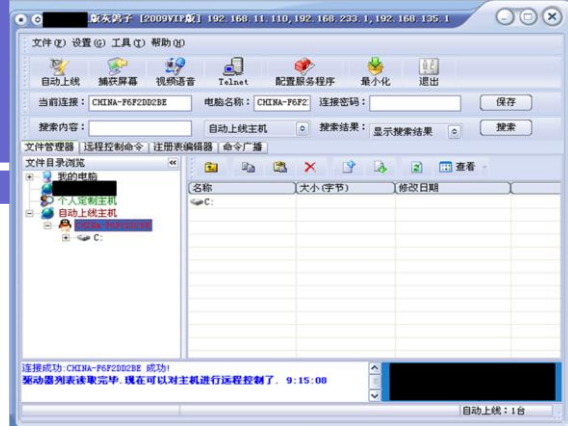 版灰鸽子 [2009VIP版] 192.168.11.110,192.168.233.1,192.168.135.1
文件(F) 设置(G) 工具(T) 帮助(H)
自动上线 捕获屏幕 视频语音 Telnet 配置服务程序 最小化 退出
当前连接: CHINA-F6F2DD2BE 电脑名称: CHINA-F6F2 连接密码: 保存
搜索内容: 自动上线主机 搜索结果: 显示搜索结果 搜索
文件管理器 远程控制命令 注册表编辑器 命令广播
文件目录浏览
查看
我的电脑
名称 大小(字节) 修改日期
个人定制主机
C:
自动上线主机
C:
连接成功:CHINA-F6F2DD2BE 成功!
驱动器列表读取完毕.现在可以对主机进行远程控制了. 9:15:08
自动上线:1台